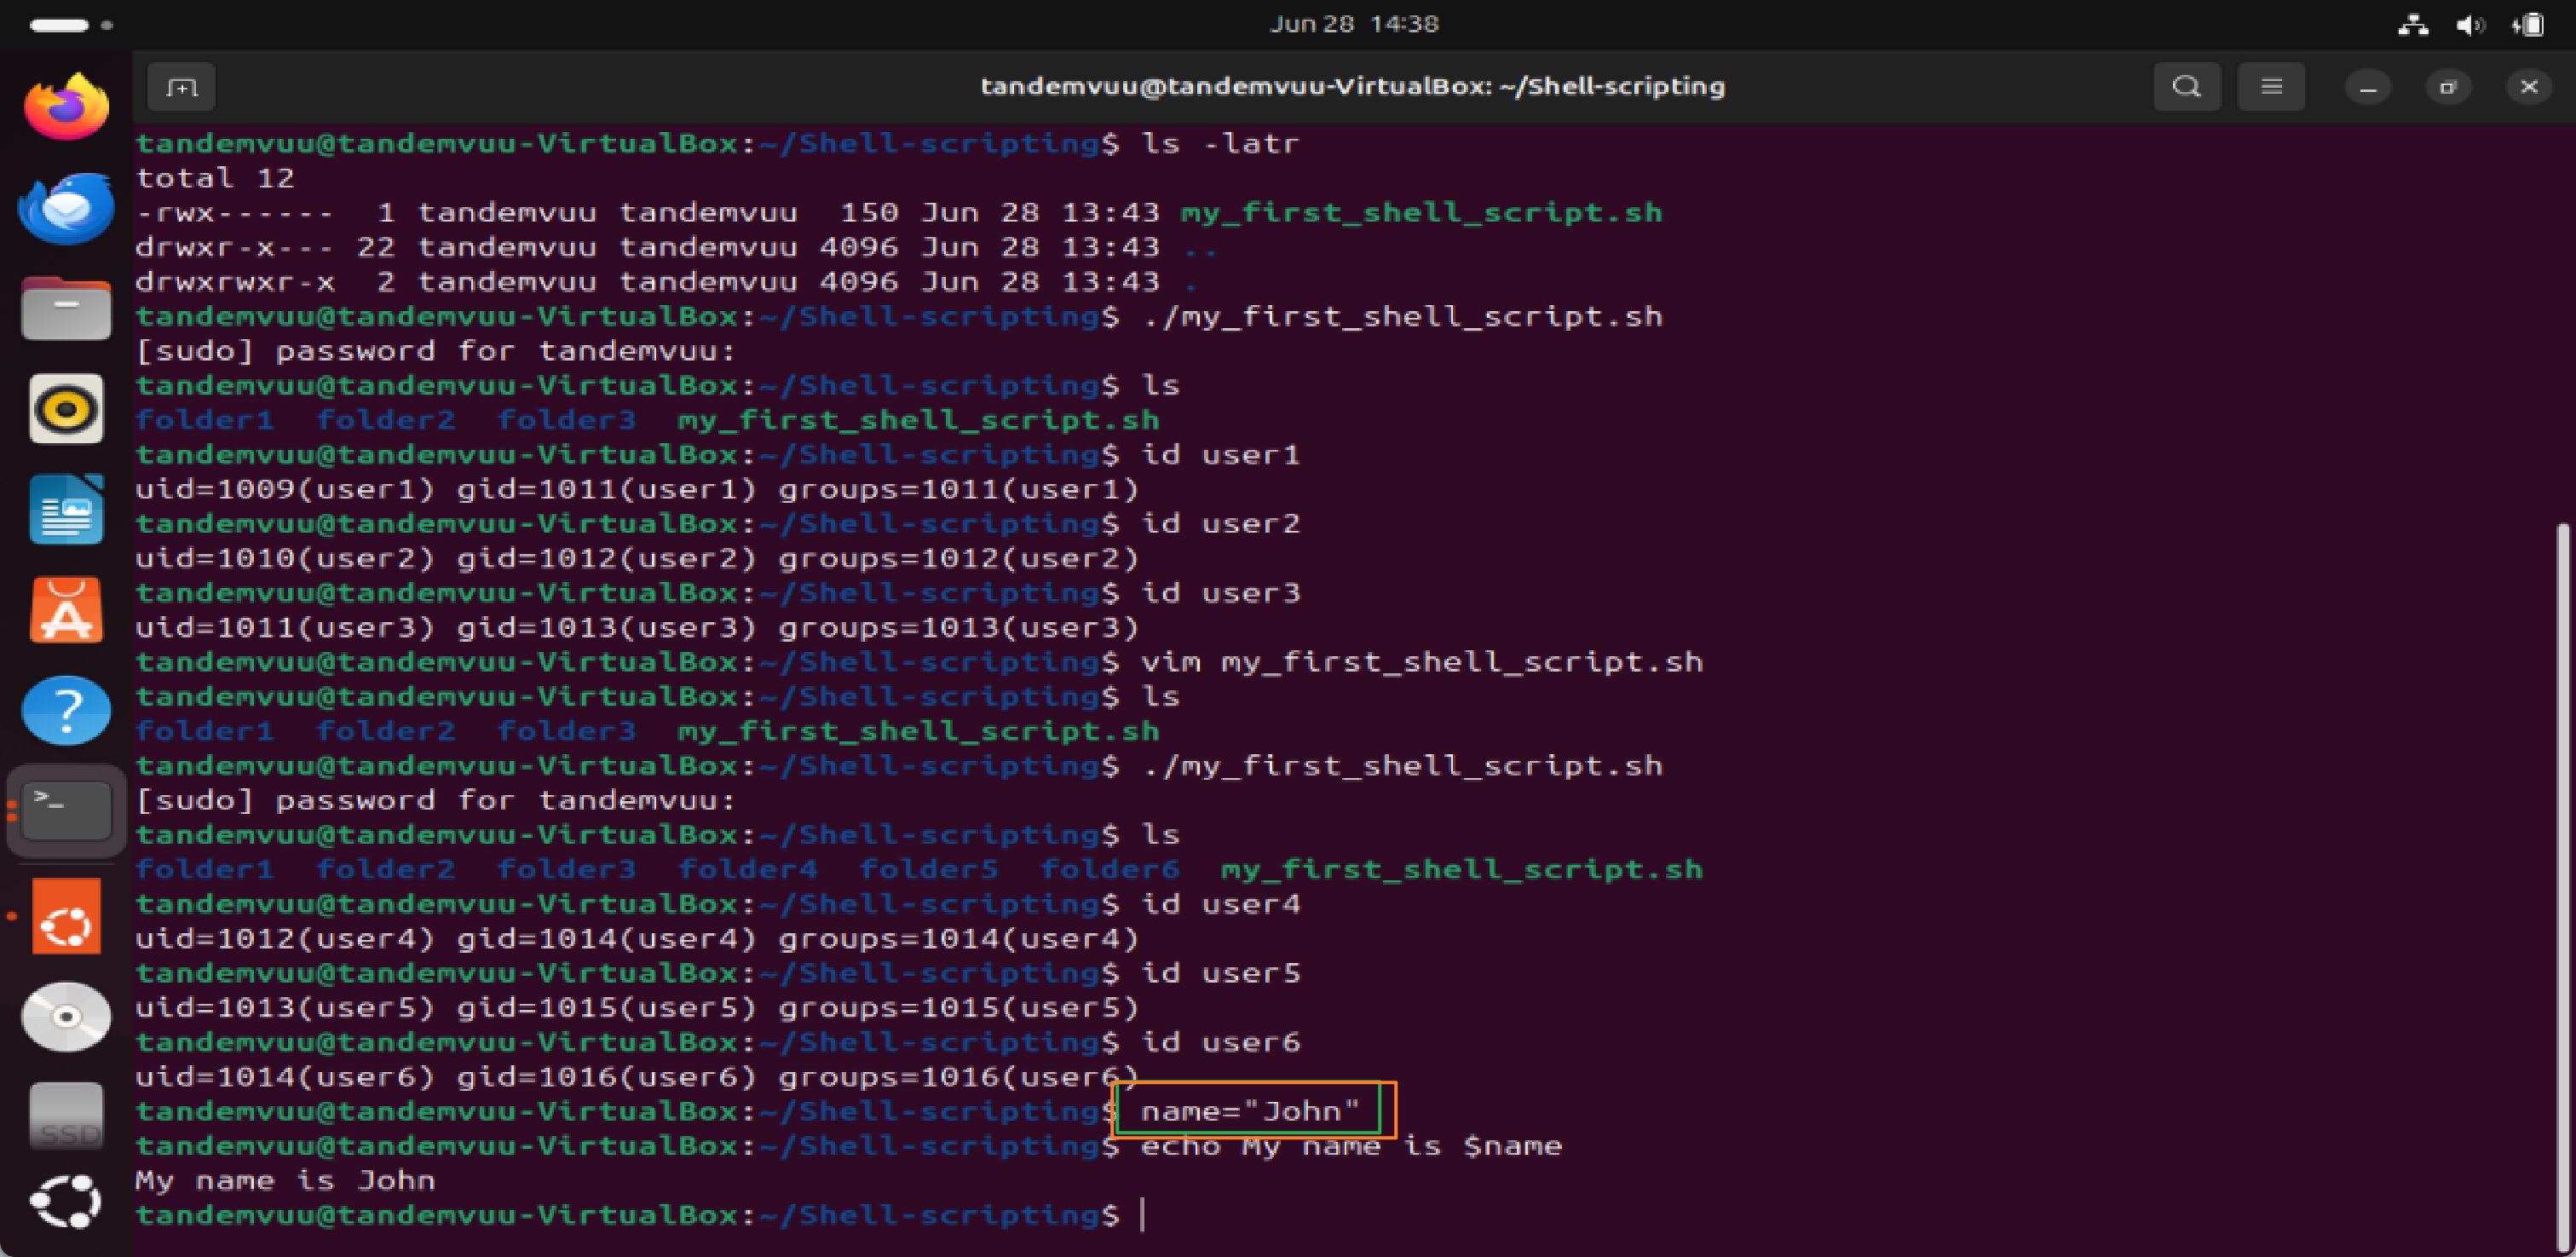 Jun 28 14:38
tandemvuu@tandemvuu-VirtualBox: ~/Shell-scripting
tandemvuu@tandemvuu-VirtualBox:~/Shell-scripting$ ls -latr
total 12
-rwx------  1 tandemvuu tandemvuu  150 Jun 28 13:43 my_first_shell_script.sh
drwxr-x--- 22 tandemvuu tandemvuu 4096 Jun 28 13:43 ..
drwxrwxr-x  2 tandemvuu tandemvuu 4096 Jun 28 13:43 .
tandemvuu@tandemvuu-VirtualBox:~/Shell-scripting$ ./my_first_shell_script.sh
[sudo] password for tandemvuu:
tandemvuu@tandemvuu-VirtualBox:~/Shell-scripting$ ls
folder1  folder2  folder3  my_first_shell_script.sh
tandemvuu@tandemvuu-VirtualBox:~/Shell-scripting$ id user1
uid=1009(user1) gid=1011(user1) groups=1011(user1)
tandemvuu@tandemvuu-VirtualBox:~/Shell-scripting$ id user2
uid=1010(user2) gid=1012(user2) groups=1012(user2)
tandemvuu@tandemvuu-VirtualBox:~/Shell-scripting$ id user3
uid=1011(user3) gid=1013(user3) groups=1013(user3)
tandemvuu@tandemvuu-VirtualBox:~/Shell-scripting$ vim my_first_shell_script.sh
tandemvuu@tandemvuu-VirtualBox:~/Shell-scripting$ ls
folder1  folder2  folder3  my_first_shell_script.sh
tandemvuu@tandemvuu-VirtualBox:~/Shell-scripting$ ./my_first_shell_script.sh
[sudo] password for tandemvuu:
tandemvuu@tandemvuu-VirtualBox:~/Shell-scripting$ ls
folder1  folder2  folder3  folder4  folder5  folder6  my_first_shell_script.sh
tandemvuu@tandemvuu-VirtualBox:~/Shell-scripting$ id user4
uid=1012(user4) gid=1014(user4) groups=1014(user4)
tandemvuu@tandemvuu-VirtualBox:~/Shell-scripting$ id user5
uid=1013(user5) gid=1015(user5) groups=1015(user5)
tandemvuu@tandemvuu-VirtualBox:~/Shell-scripting$ id user6
uid=1014(user6) gid=1016(user6) groups=1016(user6)
tandemvuu@tandemvuu-VirtualBox:~/Shell-scripting$ name="John"
tandemvuu@tandemvuu-VirtualBox:~/Shell-scripting$ echo My name is $name
My name is John
tandemvuu@tandemvuu-VirtualBox:~/Shell-scripting$
SSD